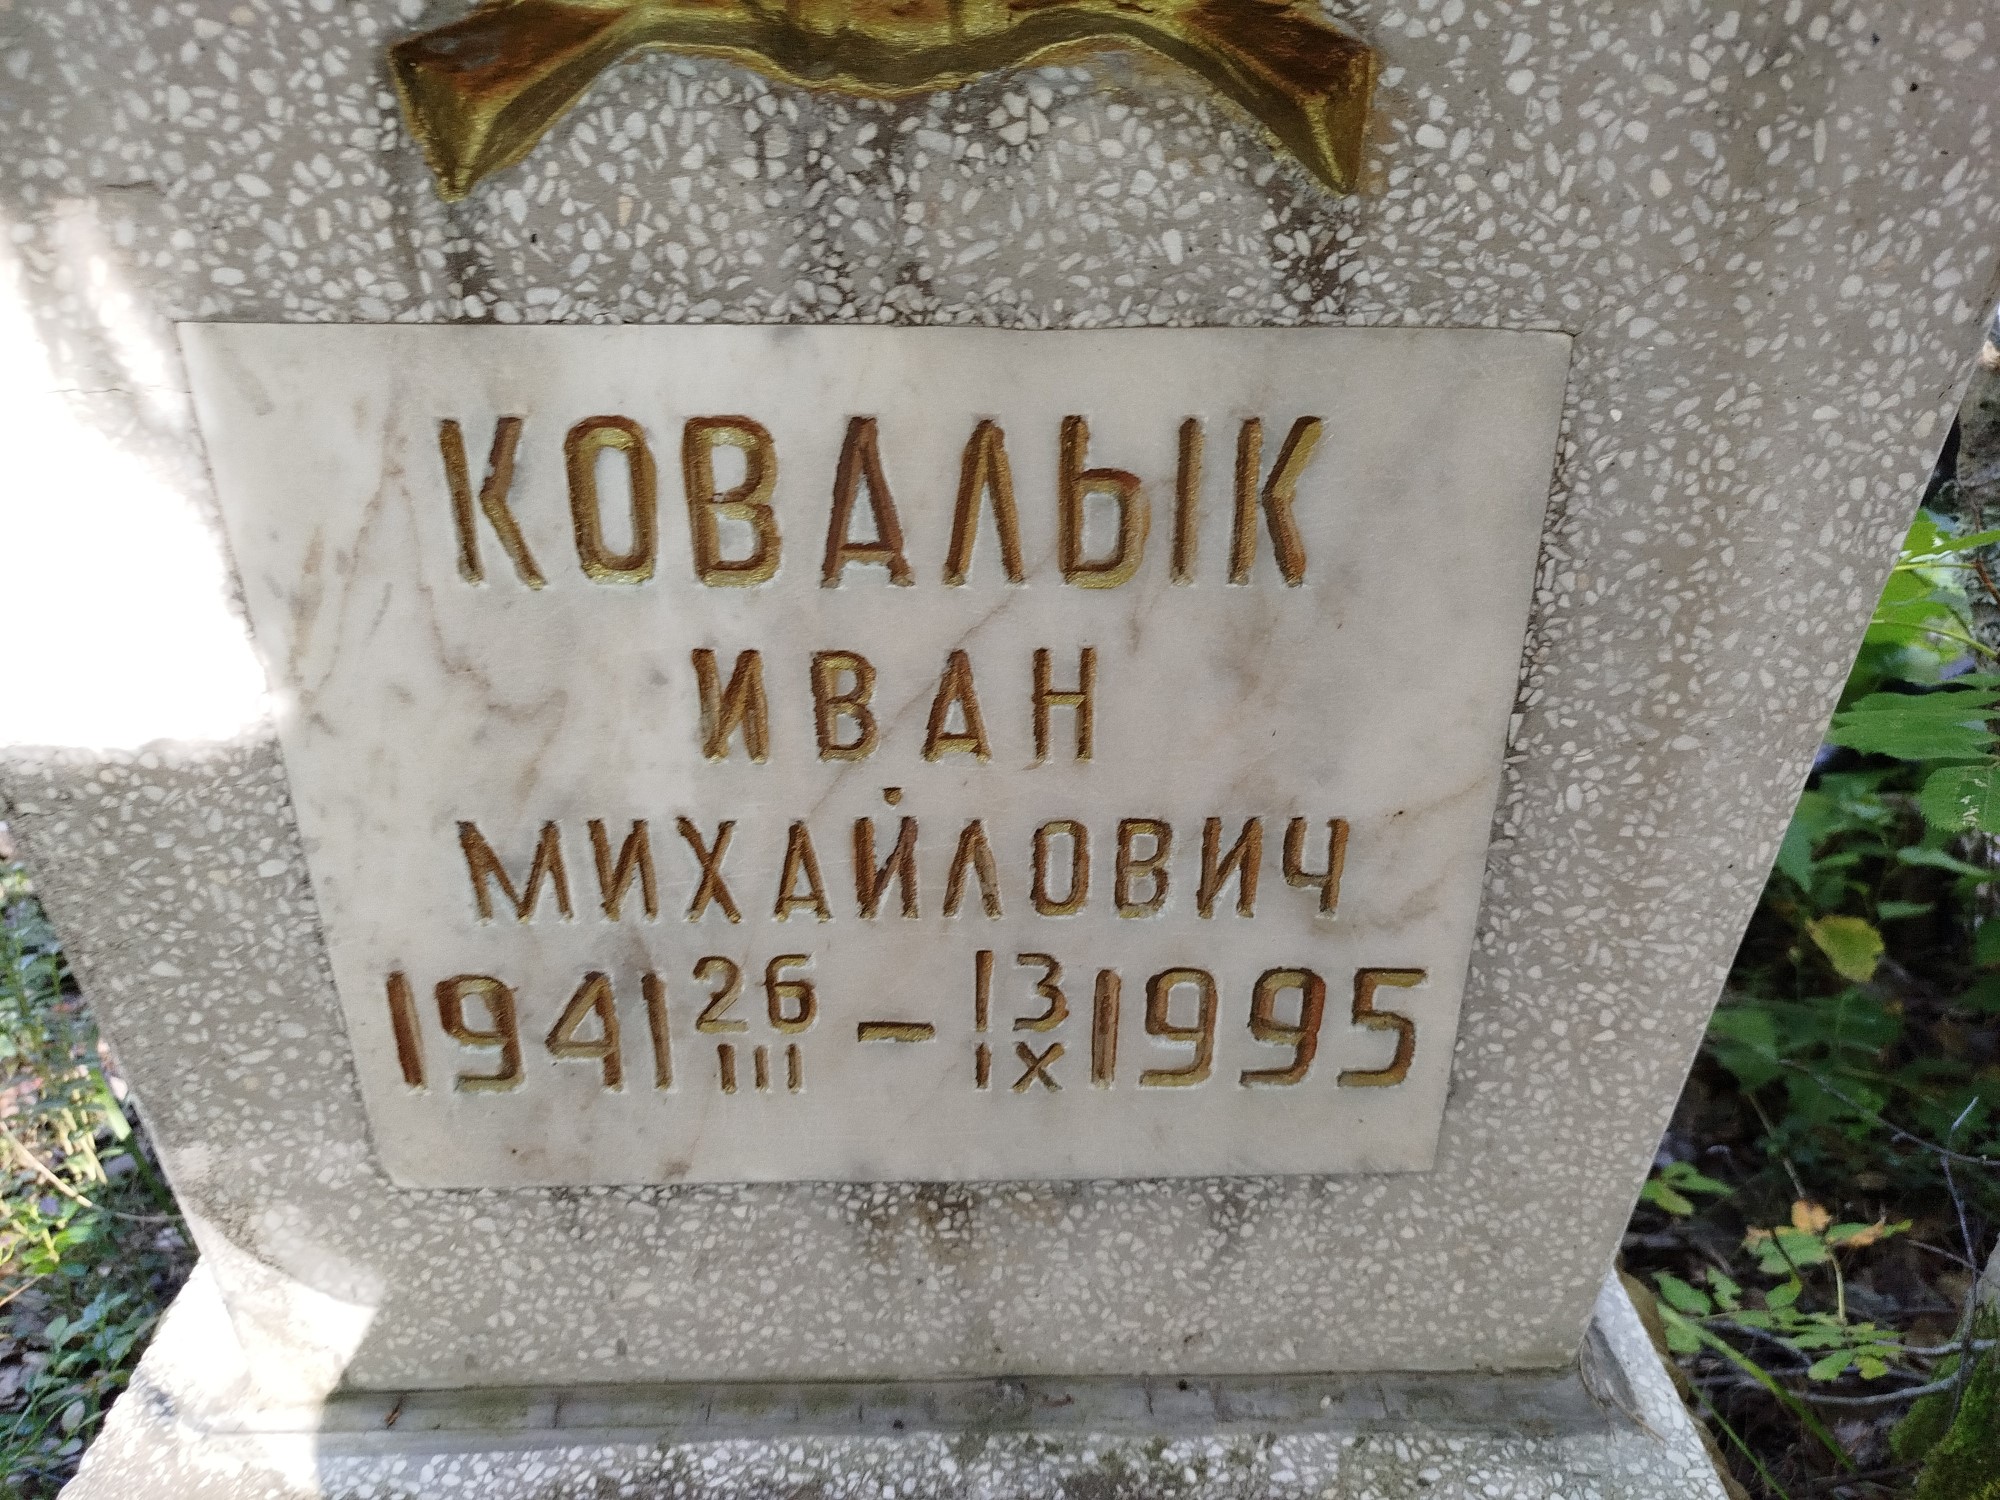 КОВАЛЫК
ИВАН
МИХАЙЛОВИЧ
1941 26/III – 13/IX 1995